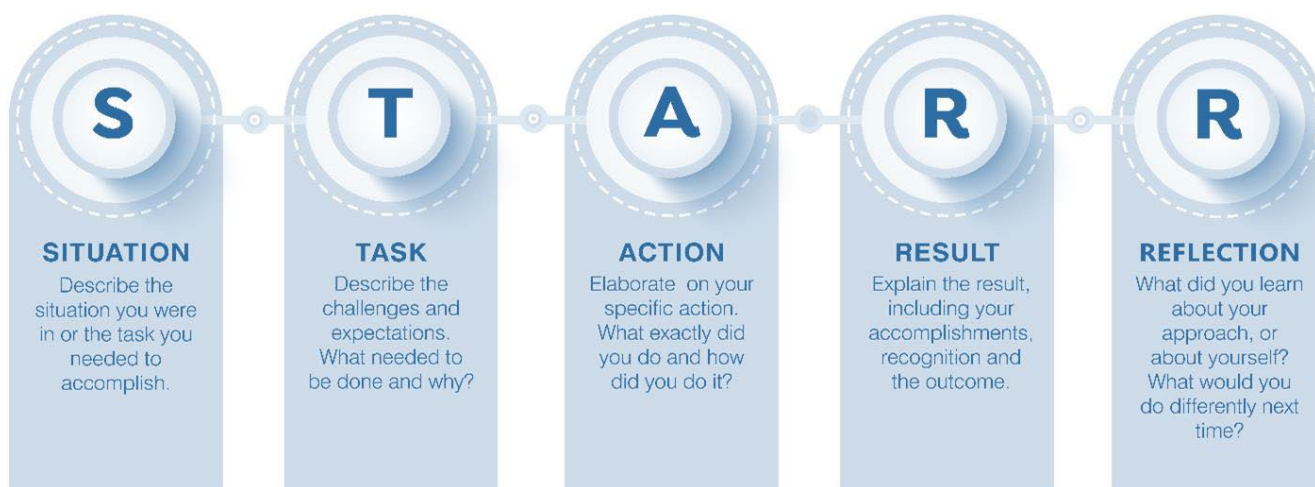 S
SITUATION
Describe the
situation you were
in or the task you
needed to
accomplish.
T
TASK
Describe the
challenges and
expectations.
What needed to
be done and why?
A
ACTION
Elaborate on your
specific action.
What exactly did
you do and how
did you do it?
R
RESULT
Explain the result,
including your
accomplishments,
recognition and
the outcome.
R
REFLECTION
What did you learn
about your
approach, or
about yourself?
What would you
do differently next
time?